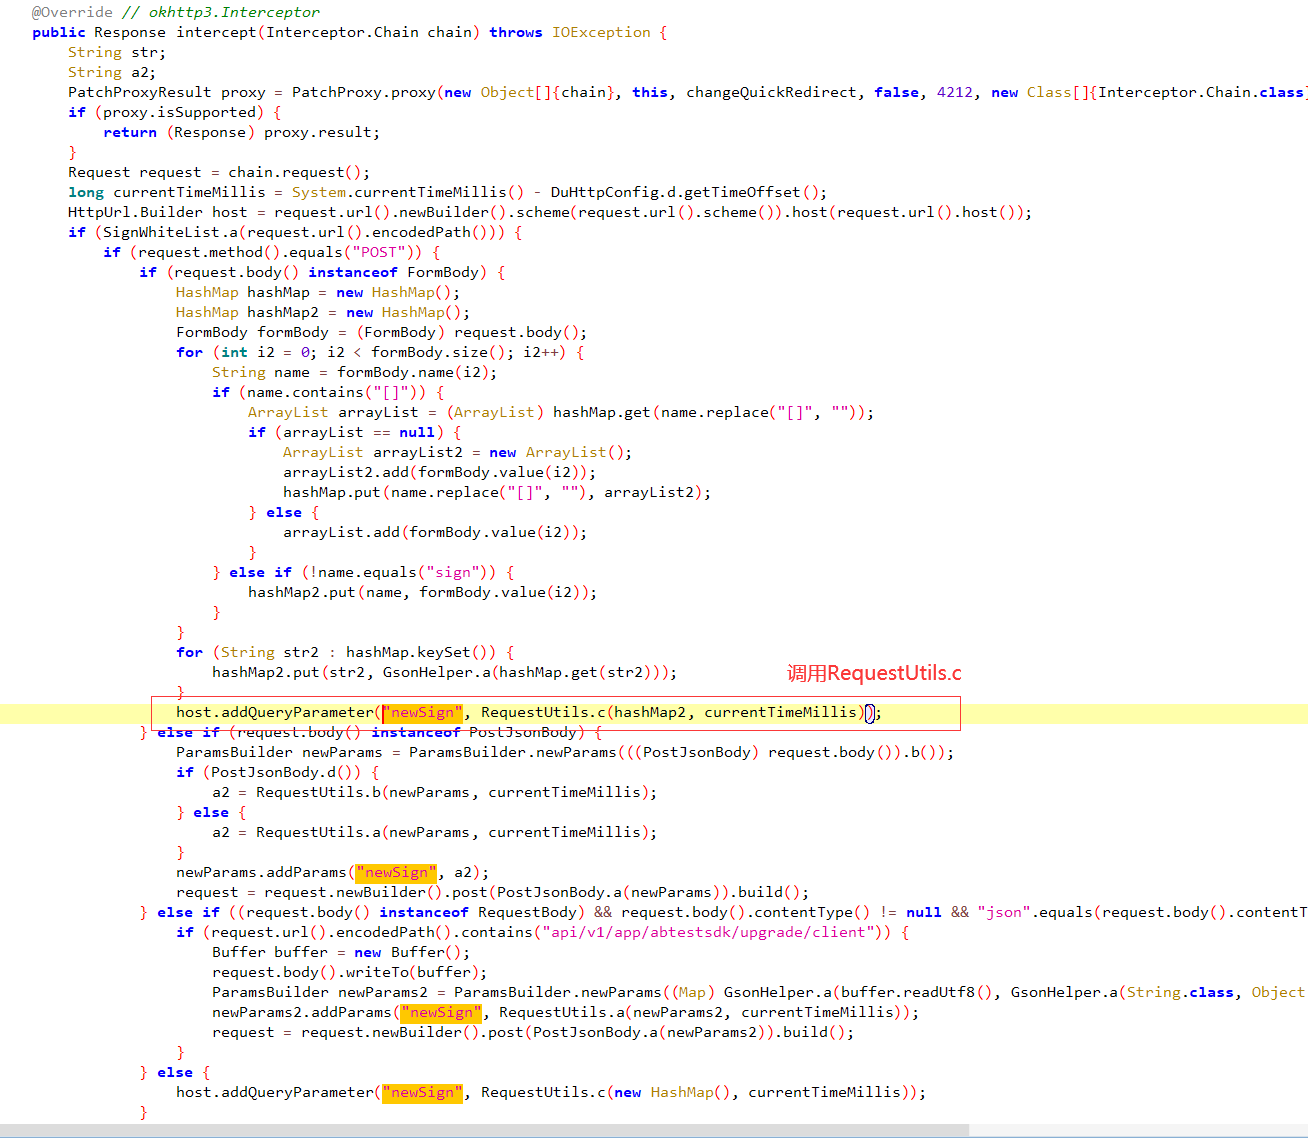 @Override // okhttp3.Interceptor
public Response intercept(Interceptor.Chain chain) throws IOException {
String str;
String a2;
PatchProxyResult proxy = PatchProxy.proxy(new Object[]{chain}, this, changeQuickRedirect, false, 4212, new Class[]{Interceptor.Chain.class}
if (proxy.isSupported) {
return (Response) proxy.result;
}
Request request = chain.request();
long currentTimeMillis = System.currentTimeMillis() - DuHttpConfig.d.getTimeOffset();
HttpUrl.Builder host = request.url().newBuilder().scheme(request.url().scheme()).host(request.url().host());
if (SignWhiteList.a(request.url().encodedPath())) {
if (request.method().equals("POST")) {
if (request.body() instanceof FormBody) {
HashMap hashMap = new HashMap();
HashMap hashMap2 = new HashMap();
FormBody formBody = (FormBody) request.body();
for (int i2 = 0; i2 < formBody.size(); i2++) {
String name = formBody.name(i2);
if (name.contains("[]")) {
ArrayList arrayList = (ArrayList) hashMap.get(name.replace("[]", ""));
if (arrayList == null) {
ArrayList arrayList2 = new ArrayList();
arrayList2.add(formBody.value(i2));
hashMap.put(name.replace("[]", ""), arrayList2);
} else {
arrayList.add(formBody.value(i2));
}
} else if (!name.equals("sign")) {
hashMap2.put(name, formBody.value(i2));
}
}
for (String str2 : hashMap.keySet()) {
hashMap2.put(str2, GsonHelper.a(hashMap.get(str2)));
调用RequestUtils.c
}
host.addQueryParameter("newSign", RequestUtils.c(hashMap2, currentTimeMillis));
} else if (request.body() instanceof PostJsonBody) {
ParamsBuilder newParams = ParamsBuilder.newParams(((PostJsonBody) request.body()).b());
if (PostJsonBody.d()) {
a2 = RequestUtils.b(newParams, currentTimeMillis);
} else {
a2 = RequestUtils.a(newParams, currentTimeMillis);
}
newParams.addParams("newSign", a2);
request = request.newBuilder().post(PostJsonBody.a(newParams)).build();
} else if ((request.body() instanceof RequestBody) && request.body().contentType() != null && "json".equals(request.body().contentT
if (request.url().encodedPath().contains("api/v1/app/abtestsdk/upgrade/client")) {
Buffer buffer = new Buffer();
request.body().writeTo(buffer);
ParamsBuilder newParams2 = ParamsBuilder.newParams((Map) GsonHelper.a(buffer.readUtf8(), GsonHelper.a(String.class, Object
newParams2.addParams("newSign", RequestUtils.a(newParams2, currentTimeMillis));
request = request.newBuilder().post(PostJsonBody.a(newParams2)).build();
}
} else {
host.addQueryParameter("newSign", RequestUtils.c(new HashMap(), currentTimeMillis));
}